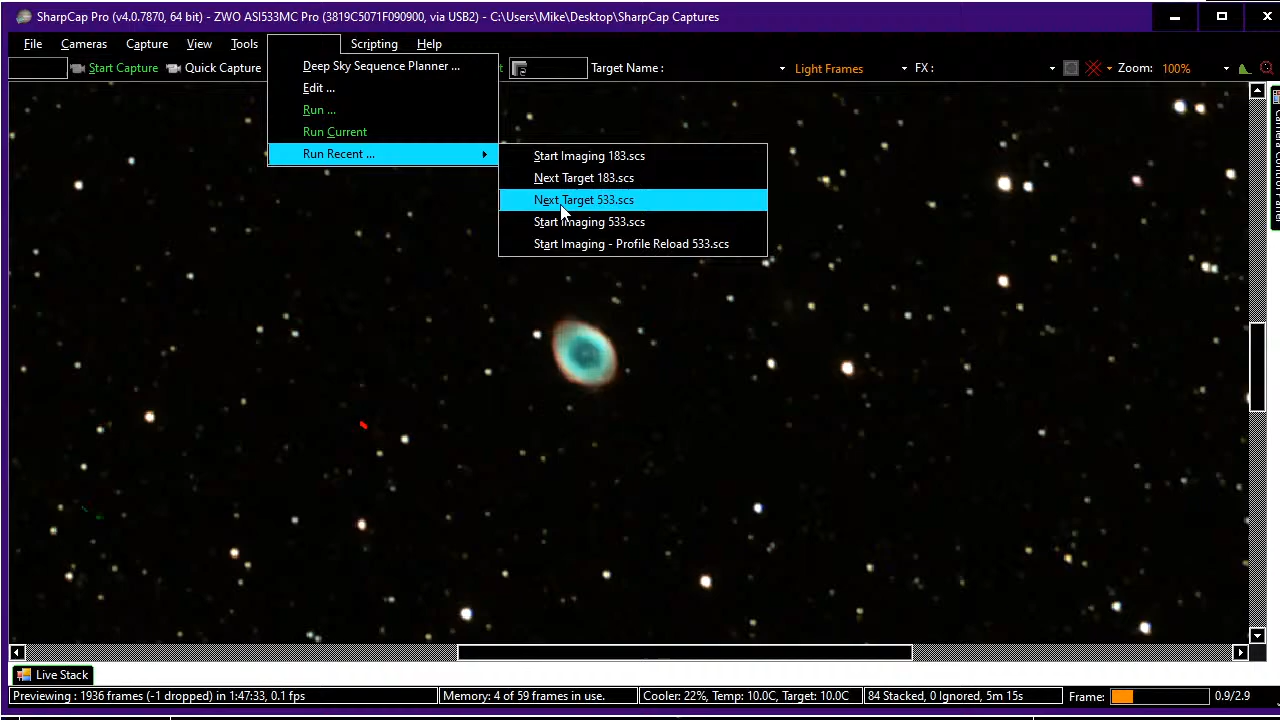 SharpCap Pro (v4.0.7870, 64 bit) - ZWO ASI533MC Pro (3819C5071F090900, via USB2) - C:\Users\Mike\Desktop\SharpCap Captures
File Cameras Capture View Tools Scripting Help
Start Capture Quick Capture Target Name : Light Frames FX : Zoom: 100%
Deep Sky Sequence Planner ...
Edit ...
Run ...
Run Current
Run Recent ...
Start Imaging 183.scs
Next Target 183.scs
Next Target 533.scs
Start Imaging 533.scs
Start Imaging - Profile Reload 533.scs
Live Stack
Previewing : 1936 frames (-1 dropped) in 1:47:33, 0.1 fps Memory: 4 of 59 frames in use. Cooler: 22%, Temp: 10.0C, Target: 10.0C 84 Stacked, 0 Ignored, 5m 15s Frame: 0.9/2.9